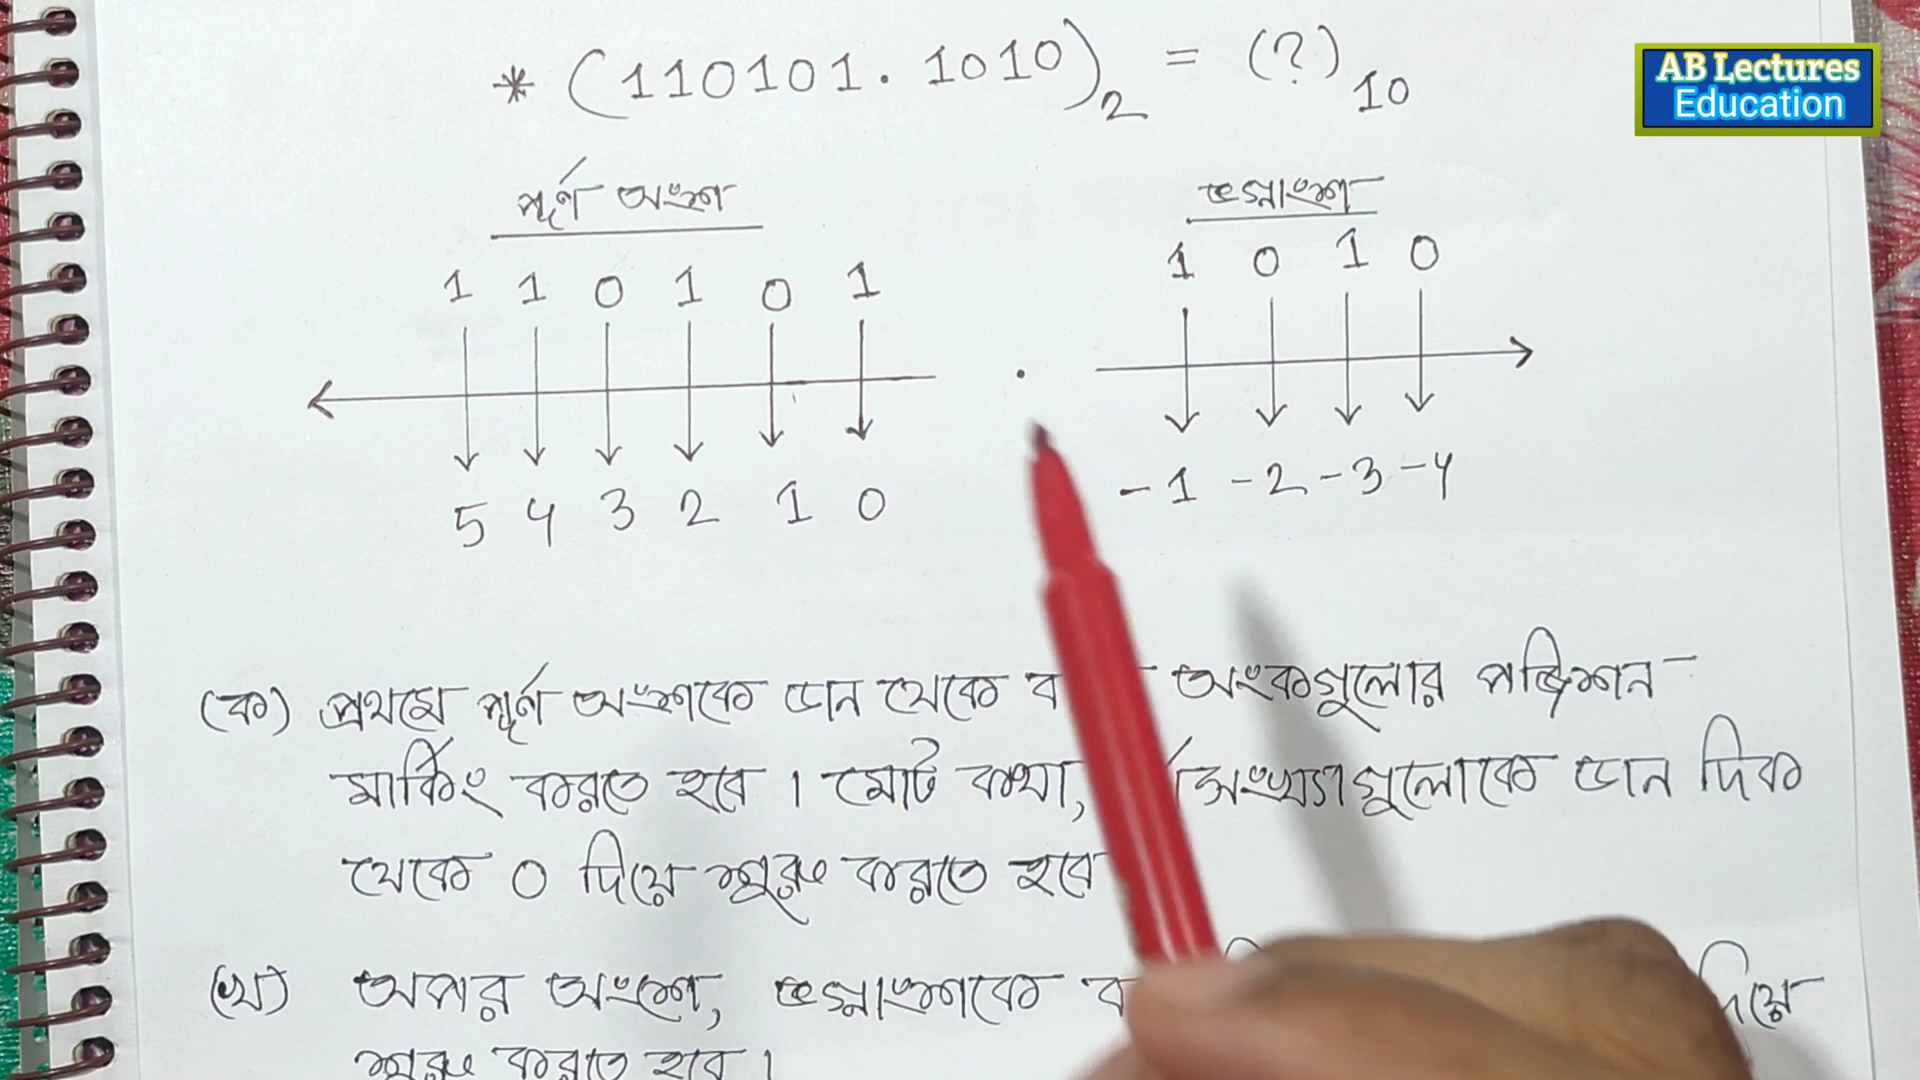 * (110101.1010)₂ = (?)₁₀
AB Lectures
Education
পূর্ণ অংশ
ভগ্নাংশ
1 1 0 1 0 1
1 0 1 0
.
5 4 3 2 1 0
-1 -2 -3 -4
(ক) প্রথমে পূর্ণ অংশকে ডান থেকে অংকগুলোর পজিশন
মার্কিং করতে হবে। মোট কথা, সংখ্যাগুলোকে ডান দিক
থেকে 0 দিয়ে শুরু করতে হবে
(খ) অপর অংশে, ভগ্নাংশকে দিয়ে
শুরু করতে হবে।